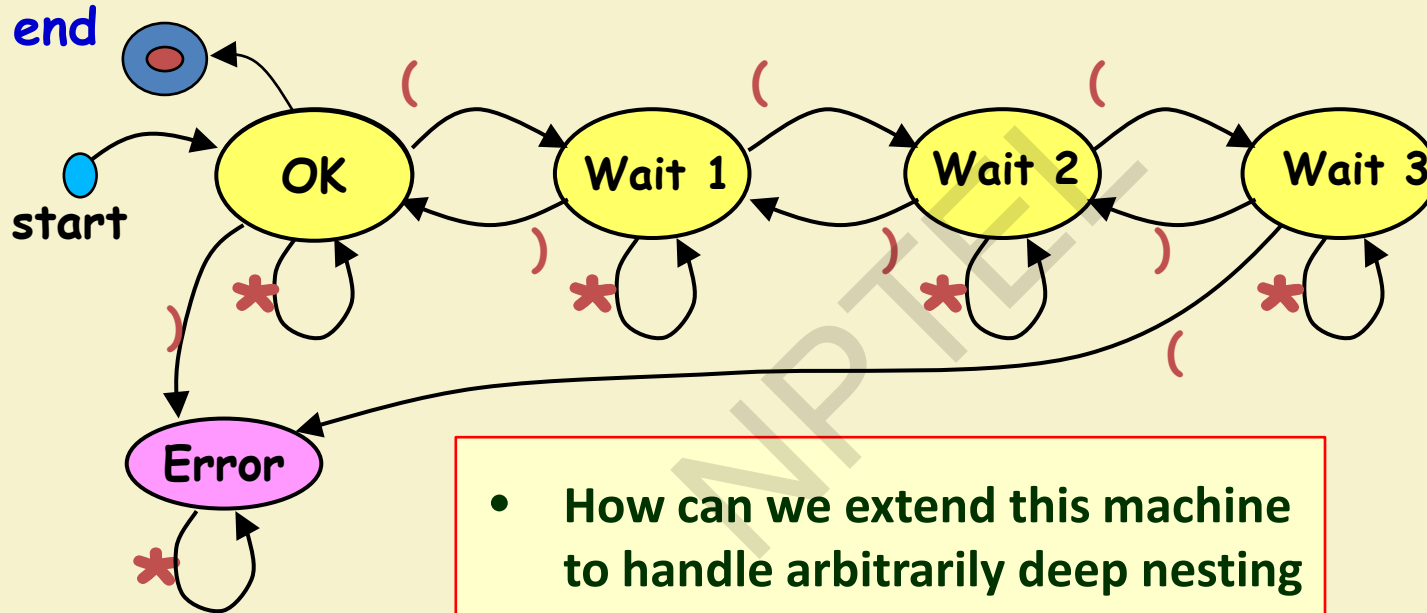 end
( ( (
OK
Wait 1
Wait 2
Wait 3
start
) ) )
* * * *
)
(
Error
*
• How can we extend this machine
to handle arbitrarily deep nesting
NPTEL